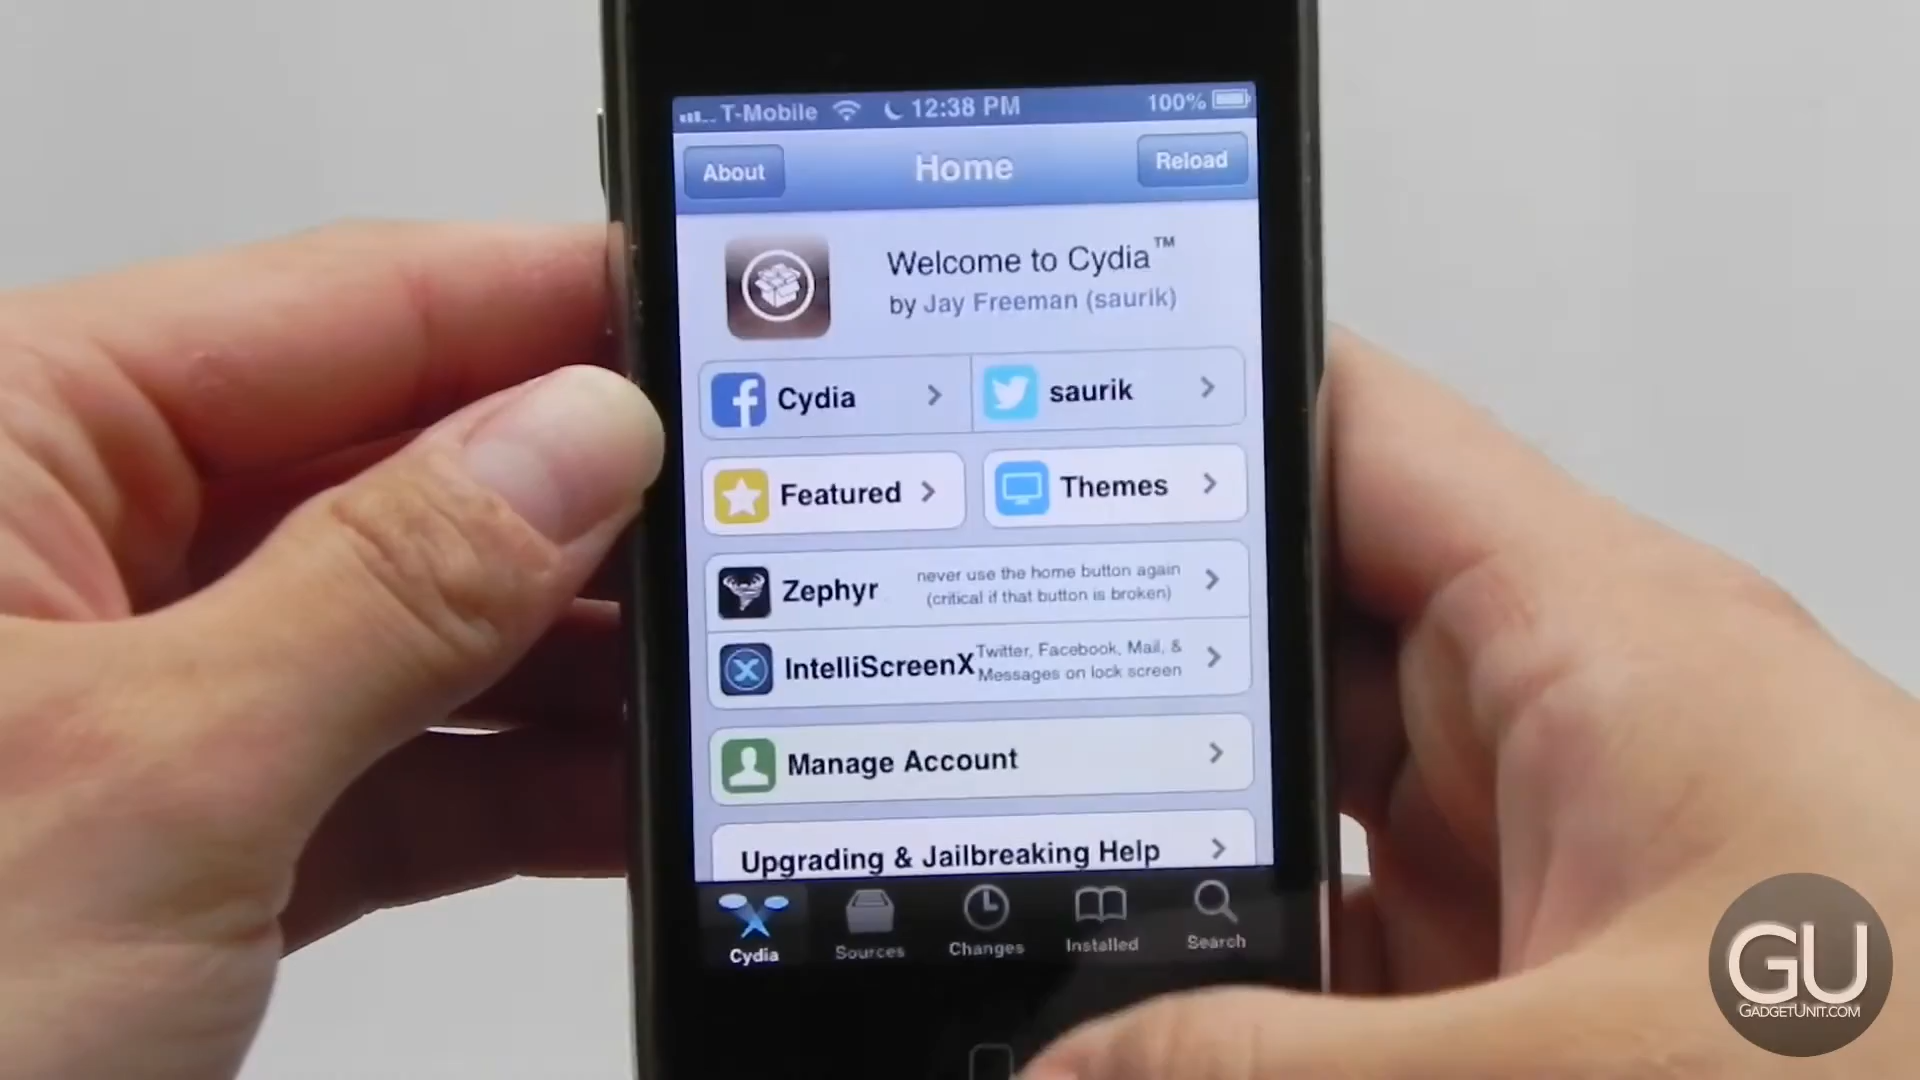 T-Mobile 12:38 PM 100%
About Home Reload
Welcome to Cydia™
by Jay Freeman (saurik)
Cydia saurik
Featured Themes
Zephyr never use the home button again
(critical if that button is broken)
IntelliScreenX Twitter, Facebook, Mail, &
Messages on lock screen
Manage Account
Upgrading & Jailbreaking Help
Cydia Sources Changes Installed Search
GU
GADGETUNIT.COM